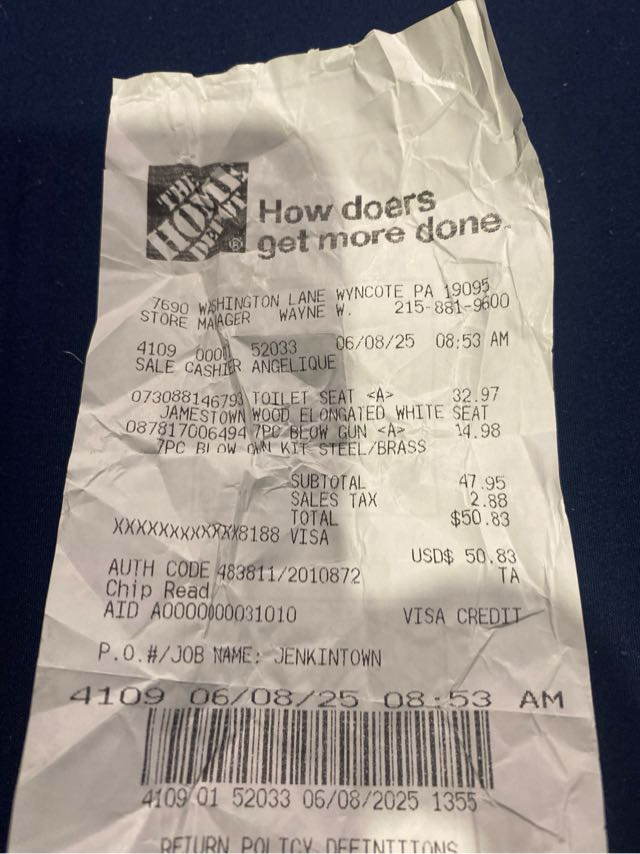 THE
HOME
DEPOT
®
How doers
get more done.
7690 WASHINGTON LANE WYNCOTE PA 19095
STORE MANAGER WAYNE W. 215-881-9600
4109 00001 52033 06/08/25 08:53 AM
SALE CASHIER ANGELIQUE
073088146793 TOILET SEAT <A> 32.97
JAMESTOWN WOOD ELONGATED WHITE SEAT
087817006494 7PC BLOW GUN <A> 14.98
7PC BLOW GUN KIT STEEL/BRASS
SUBTOTAL 47.95
SALES TAX 2.88
TOTAL $50.83
XXXXXXXXXXXX8188 VISA
USD$ 50.83
AUTH CODE 483811/2010872 TA
Chip Read
AID A0000000031010 VISA CREDIT
P.O.#/JOB NAME: JENKINTOWN
4109 06/08/25 08:53 AM
4109 01 52033 06/08/2025 1355
RETURN POLICY DEFINITIONS